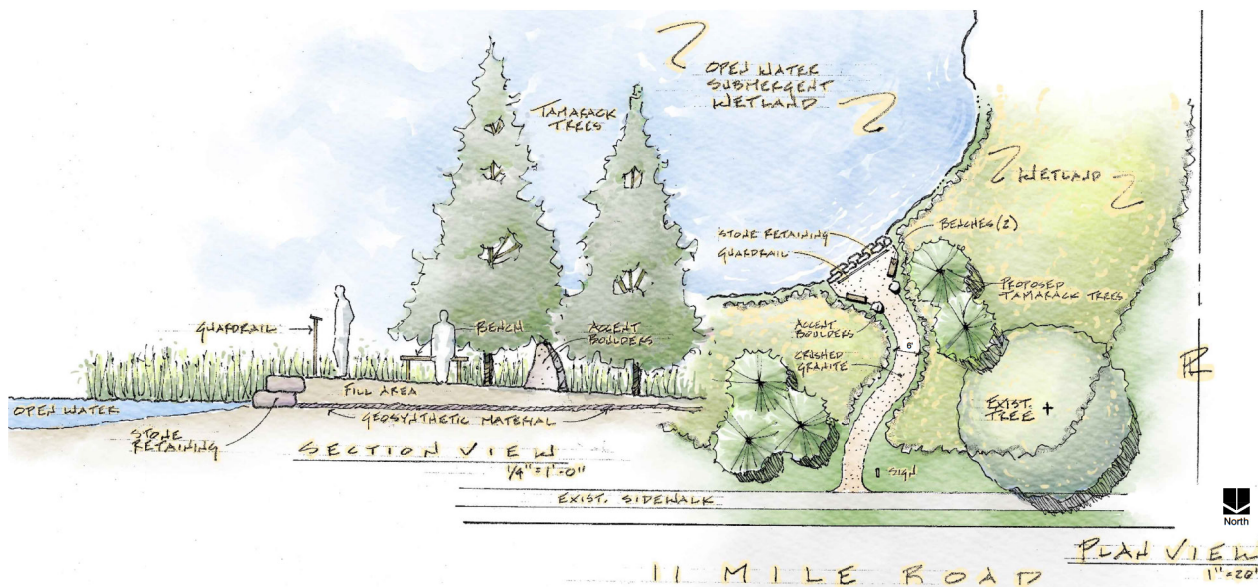 OPEN WATER
SUBMERGENT
WETLAND
TAMARACK
TREES
WETLAND
BENCHES (2)
STONE RETAINING
GUARDRAIL
PROPOSED
TAMARACK TREES
GUARDRAIL
BENCH
ACCENT
BOULDERS
ACCENT
BOULDERS
6'
CRUSHED
GRANITE
FILL AREA
EXIST.
TREE
PL
OPEN WATER
GEOSYNTHETIC MATERIAL
STONE
RETAINING
SECTION VIEW
1/4" = 1'-0"
SIGN
EXIST. SIDEWALK
North
PLAN VIEW
1" = 20'
11 MILE ROAD